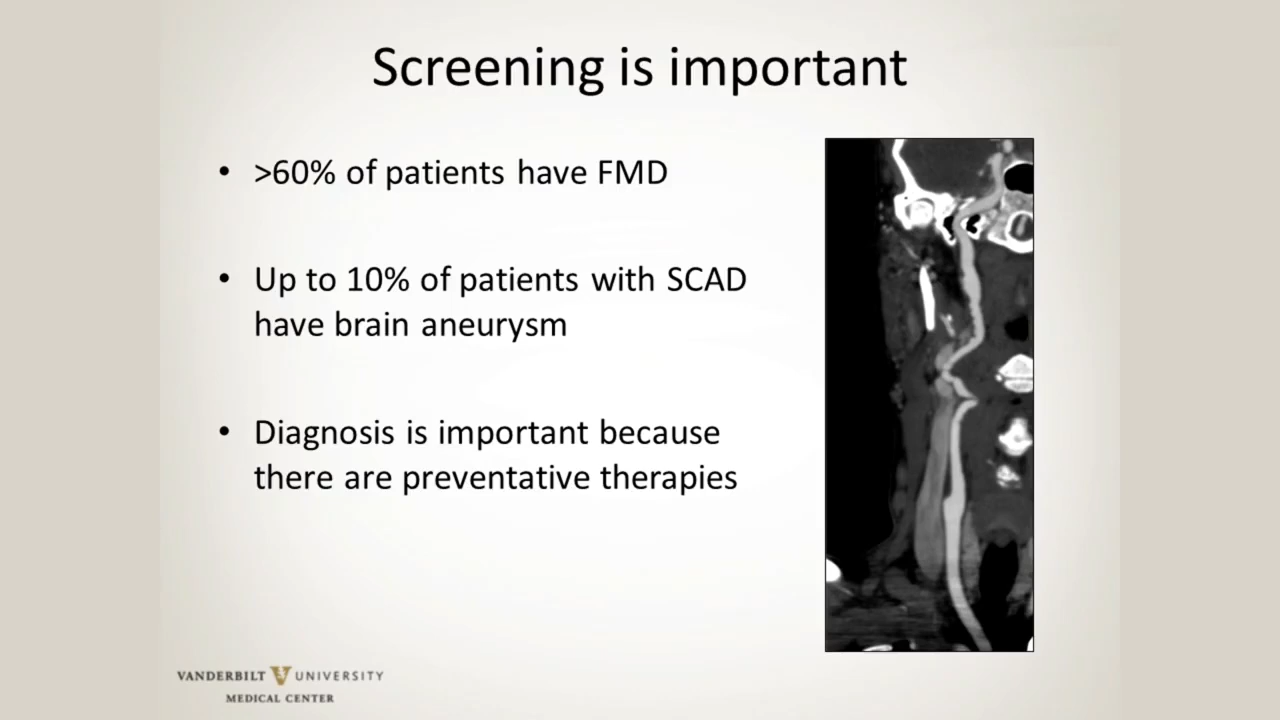 Screening is important
• >60% of patients have FMD
• Up to 10% of patients with SCAD
have brain aneurysm
• Diagnosis is important because
there are preventative therapies
VANDERBILT V UNIVERSITY
MEDICAL CENTER